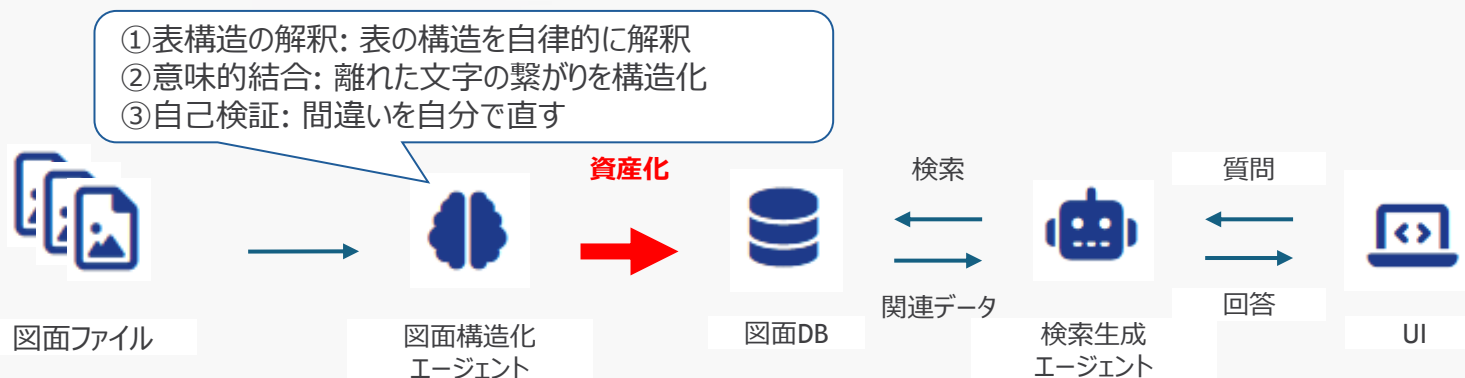 ①表構造の解釈: 表の構造を自律的に解釈
②意味的結合: 離れた文字の繋がりを構造化
③自己検証: 間違いを自分で直す
資産化
検索
質問
関連データ
回答
図面ファイル
図面構造化
エージェント
図面DB
検索生成
エージェント
UI